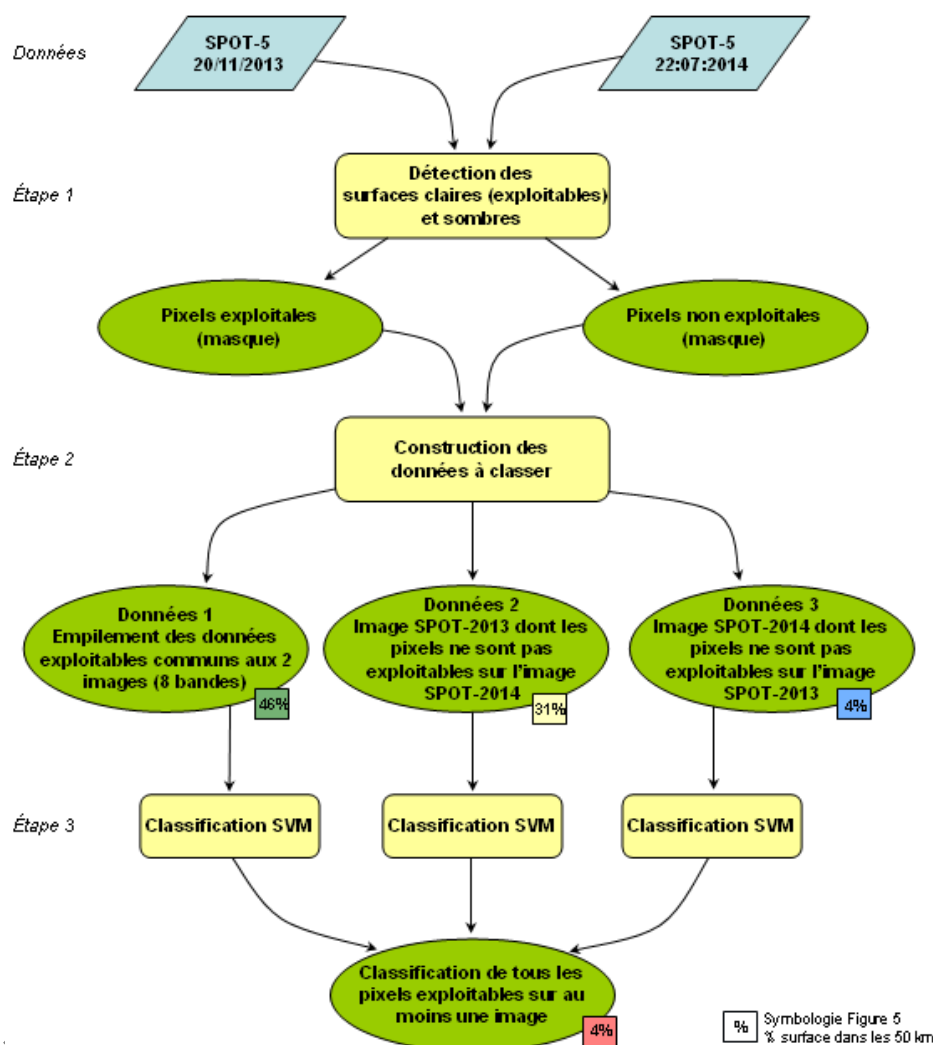 Données
SPOT-5
20/11/2013
SPOT-5
22:07:2014
Étape 1
Détection des
surfaces claires (exploitables)
et sombres
Pixels exploitales
(masque)
Pixels non exploitales
(masque)
Étape 2
Construction des
données à classer
Données 1
Empilement des données
exploitables communs aux 2
images (8 bandes)
46%
Données 2
Image SPOT-2013 dont les
pixels ne sont pas
exploitables sur l'image
SPOT-2014
31%
Données 3
Image SPOT-2014 dont les
pixels ne sont pas
exploitables sur l'image
SPOT-2013
4%
Étape 3
Classification SVM
Classification SVM
Classification SVM
Classification de tous les
pixels exploitables sur au
moins une image
4%
%
Symbologie Figure 5
% surface dans les 50 km